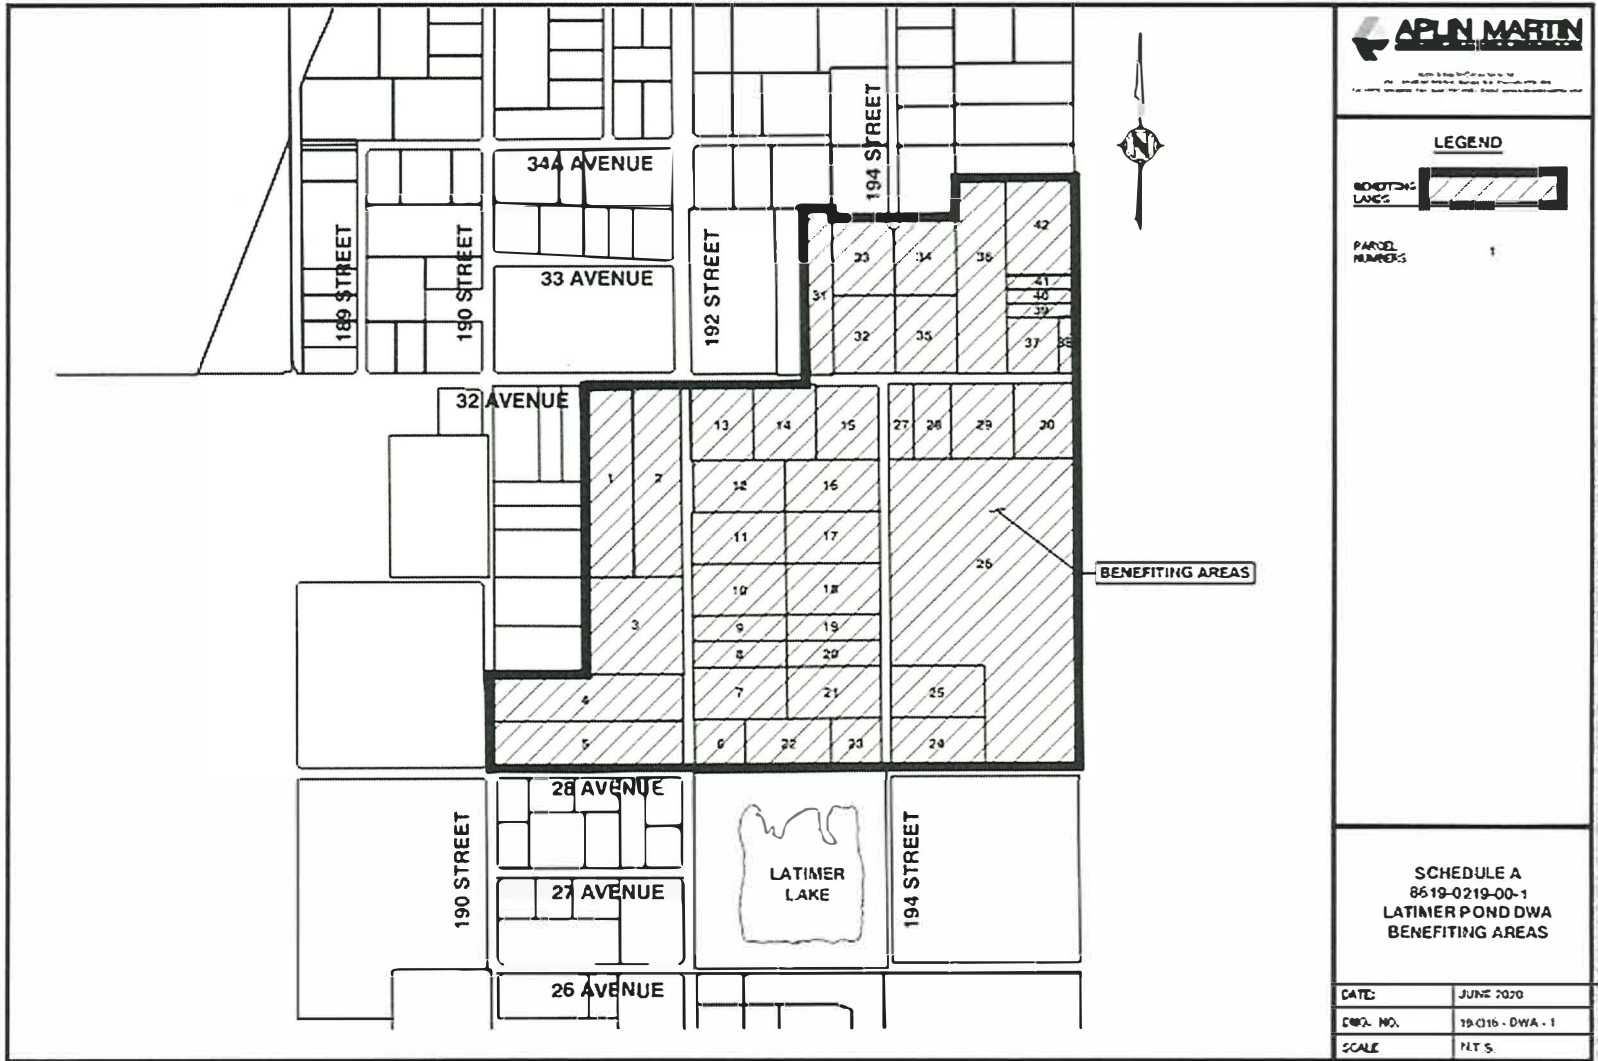 APLIN MARTIN
LEGEND
BENEFITING
LANDS
PARCEL
NUMBERS
1
34A AVENUE
194 STREET
189 STREET
190 STREET
33 AVENUE
192 STREET
42
33
34
36
41
40
39
31
32
35
37
38
32 AVENUE
13
14
15
27
28
29
30
1
2
12
16
11
17
26
BENEFITING AREAS
10
18
3
9
19
8
20
4
7
21
25
5
6
22
23
24
28 AVENUE
190 STREET
27 AVENUE
LATIMER
LAKE
194 STREET
26 AVENUE
SCHEDULE A
8619-0219-00-1
LATIMER POND DWA
BENEFITING AREAS
DATE: JUNE 2020
DWG. NO. 19-016 - DWA - 1
SCALE N.T.S.